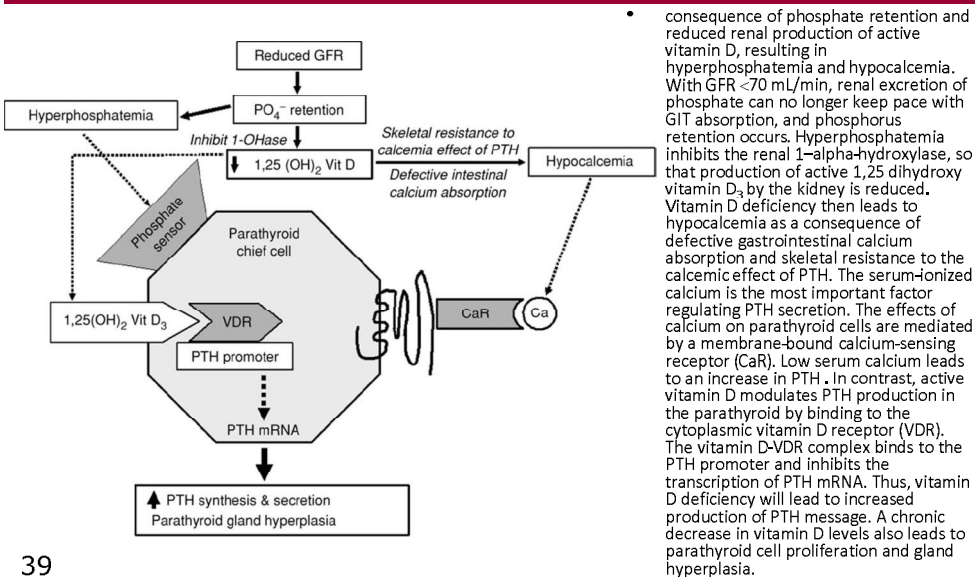 Reduced GFR
PO₄⁻ retention
Hyperphosphatemia
Inhibit 1-OHase
1,25 (OH)₂ Vit D
Skeletal resistance to
calcemia effect of PTH
Defective intestinal
calcium absorption
Hypocalcemia
Phosphate
sensor
Parathyroid
chief cell
1,25(OH)₂ Vit D₃
VDR
PTH promoter
CaR
Ca
PTH mRNA
PTH synthesis & secretion
Parathyroid gland hyperplasia
39
• consequence of phosphate retention and
reduced renal production of active
vitamin D, resulting in
hyperphosphatemia and hypocalcemia.
With GFR <70 mL/min, renal excretion of
phosphate can no longer keep pace with
GIT absorption, and phosphorus
retention occurs. Hyperphosphatemia
inhibits the renal 1–alpha-hydroxylase, so
that production of active 1,25 dihydroxy
vitamin D₃ by the kidney is reduced.
Vitamin D deficiency then leads to
hypocalcemia as a consequence of
defective gastrointestinal calcium
absorption and skeletal resistance to the
calcemic effect of PTH. The serum-ionized
calcium is the most important factor
regulating PTH secretion. The effects of
calcium on parathyroid cells are mediated
by a membrane-bound calcium-sensing
receptor (CaR). Low serum calcium leads
to an increase in PTH . In contrast, active
vitamin D modulates PTH production in
the parathyroid by binding to the
cytoplasmic vitamin D receptor (VDR).
The vitamin D-VDR complex binds to the
PTH promoter and inhibits the
transcription of PTH mRNA. Thus, vitamin
D deficiency will lead to increased
production of PTH message. A chronic
decrease in vitamin D levels also leads to
parathyroid cell proliferation and gland
hyperplasia.